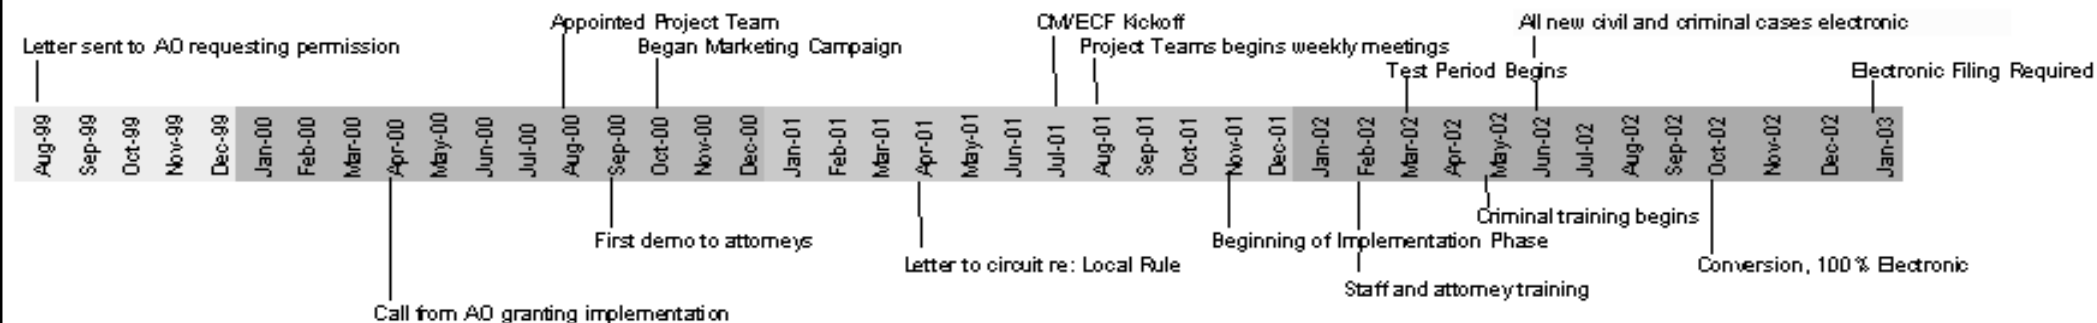 Appointed Project Team
CM/ECF Kickoff
All new civil and criminal cases electronic
Letter sent to AO requesting permission
Began Marketing Campaign
Project Teams begins weekly meetings
Test Period Begins
Electronic Filing Required
Aug-99
Sep-99
Oct-99
Nov-99
Dec-99
Jan-00
Feb-00
Mar-00
Apr-00
May-00
Jun-00
Jul-00
Aug-00
Sep-00
Oct-00
Nov-00
Dec-00
Jan-01
Feb-01
Mar-01
Apr-01
May-01
Jun-01
Jul-01
Aug-01
Sep-01
Oct-01
Nov-01
Dec-01
Jan-02
Feb-02
Mar-02
Apr-02
May-02
Jun-02
Jul-02
Aug-02
Sep-02
Oct-02
Nov-02
Dec-02
Jan-03
Criminal training begins
First demo to attorneys
Beginning of Implementation Phase
Letter to circuit re: Local Rule
Conversion, 100% Electronic
Staff and attorney training
Call from AO granting implementation